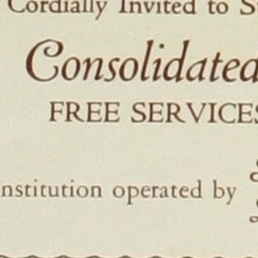 Cordially Invited to S
Consolidated
FREE SERVICES
nstitution operated by